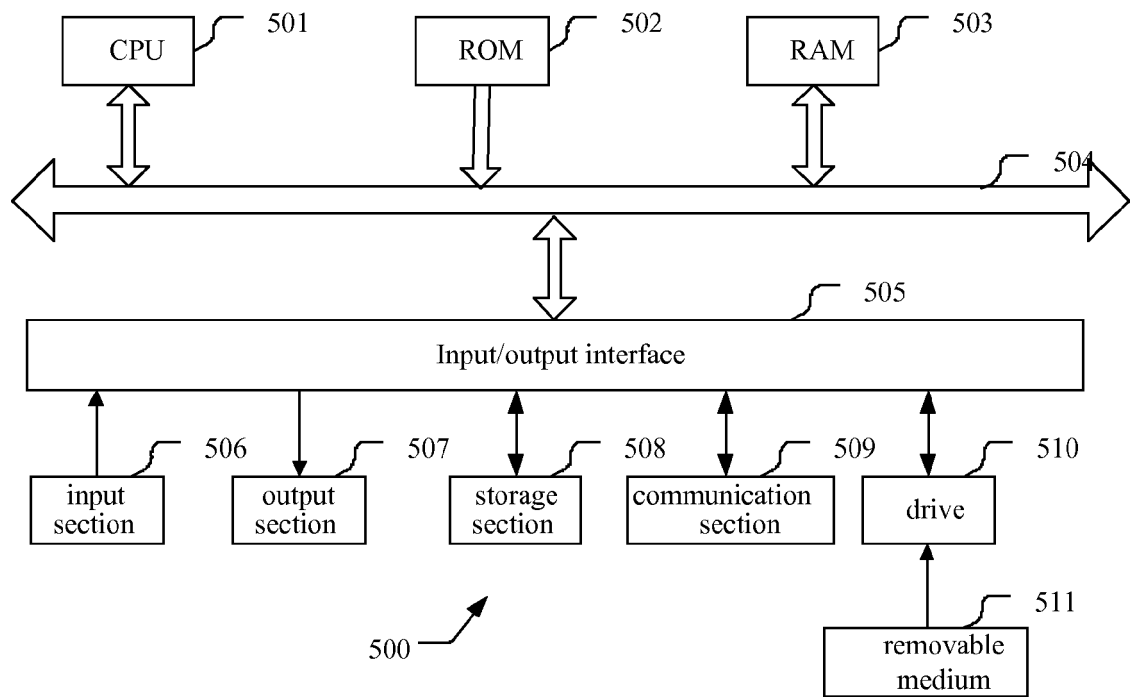 CPU
501
ROM
502
RAM
503
504
505
Input/output interface
506
507
508
509
510
input
section
output
section
storage
section
communication
section
drive
500
511
removable
medium